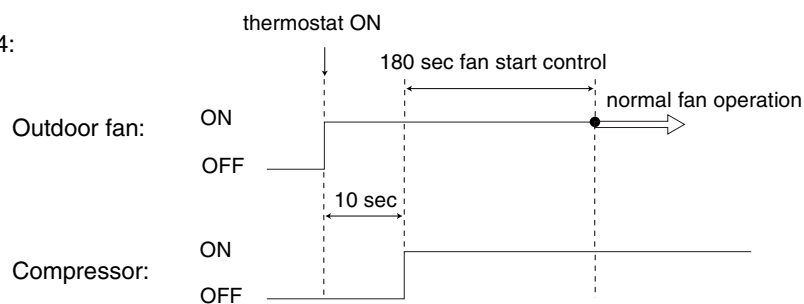 thermostat ON
4:
180 sec fan start control
normal fan operation
Outdoor fan:
ON
OFF
10 sec
Compressor:
ON
OFF